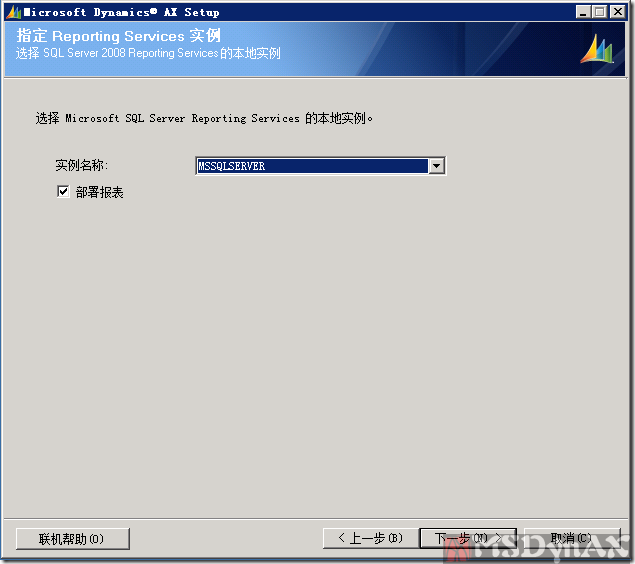 Microsoft Dynamics® AX Setup
指定 Reporting Services 实例
选择 SQL Server 2008 Reporting Services 的本地实例
选择 Microsoft SQL Server Reporting Services 的本地实例。
实例名称:
MSSQLSERVER
部署报表
联机帮助(O)
< 上一步(B)
下一步(N) >
取消(C)
MSDynAX